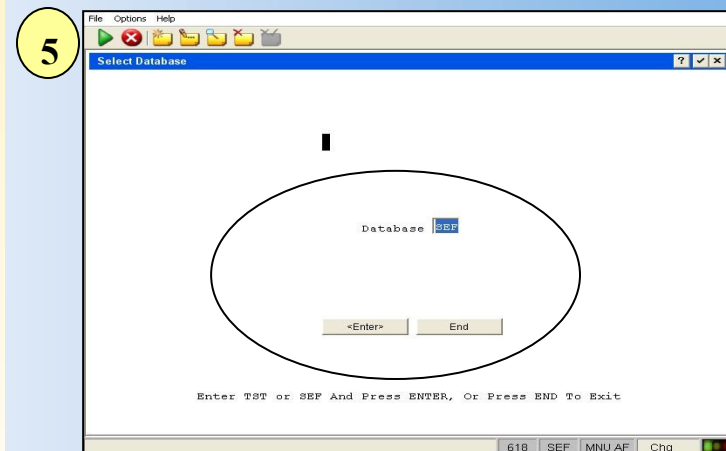 File Options Help
5
Select Database
Database SEF
<Enter> End
Enter TST or SEF And Press ENTER, Or Press END To Exit
618 SEF MNU AF Chg